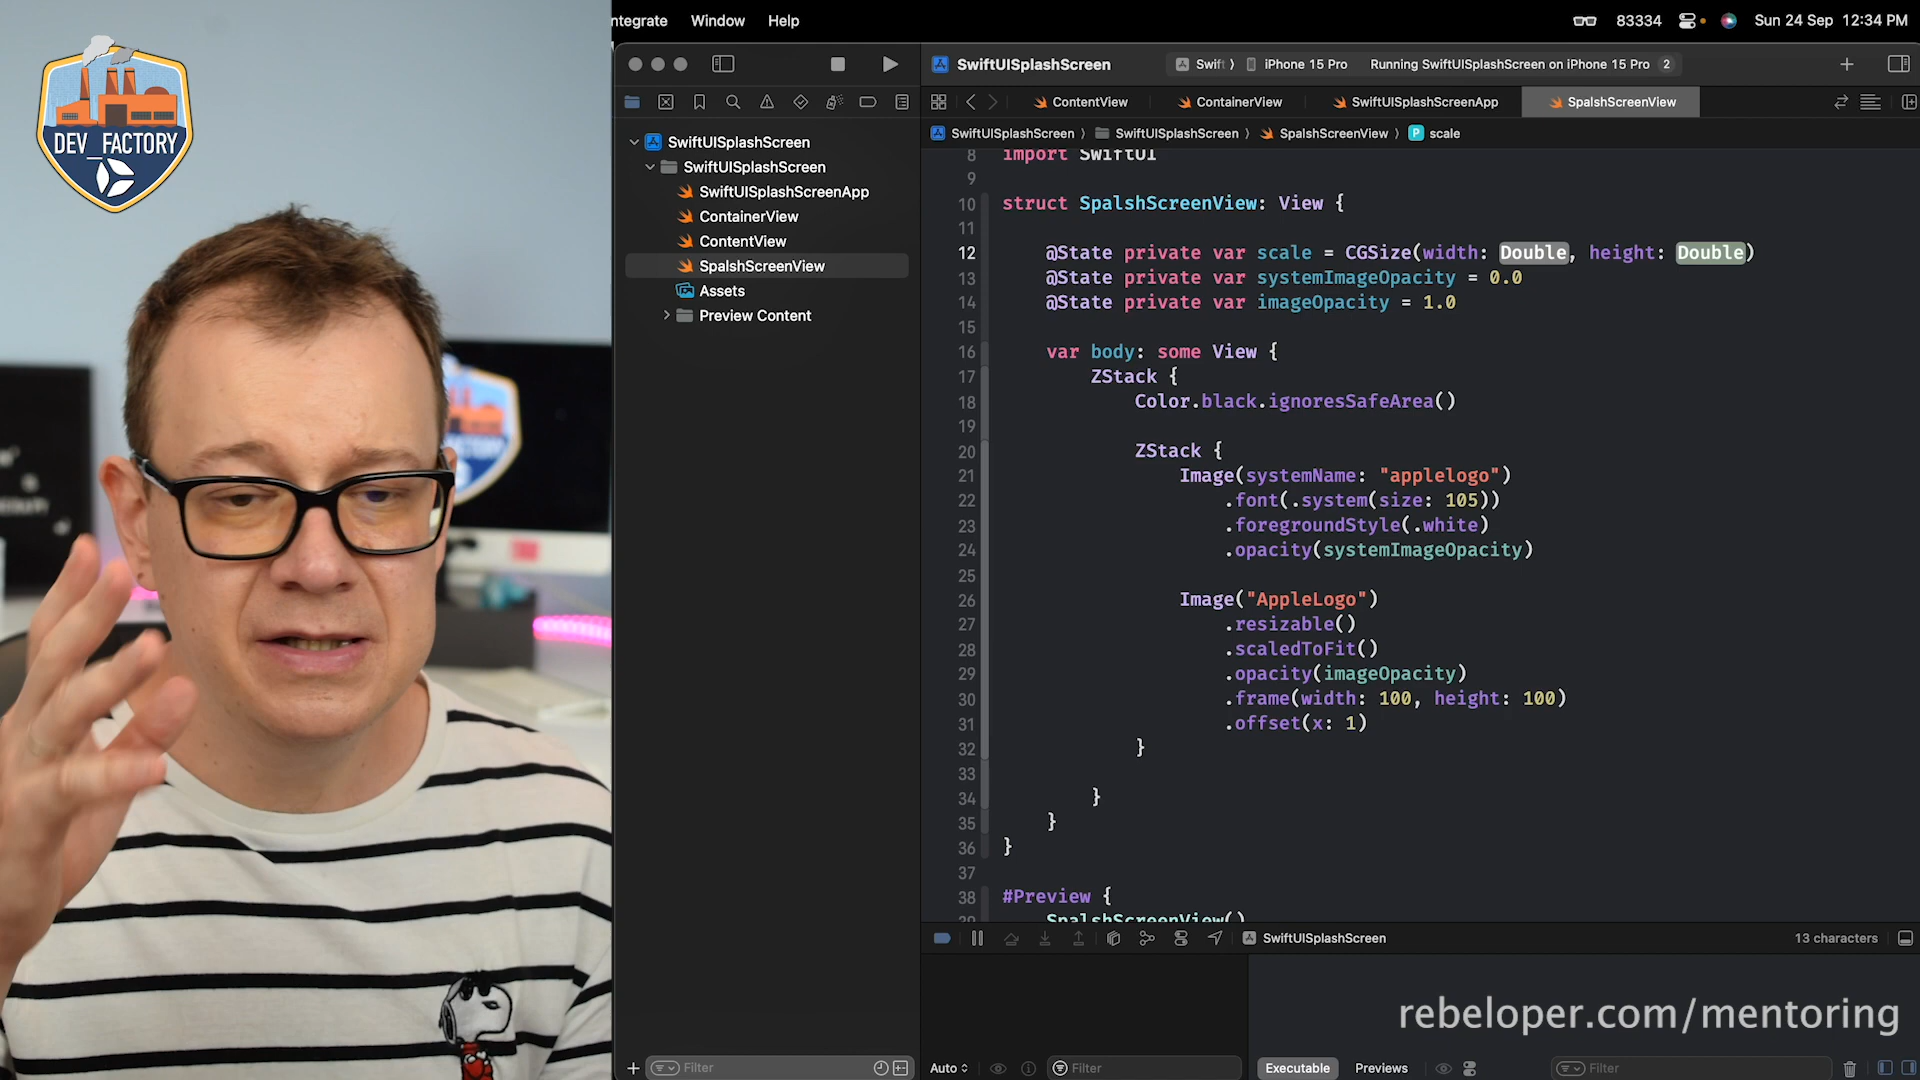 DEV_FACTORY
ntegrate Window Help
83334 Sun 24 Sep 12:34 PM
SwiftUISplashScreen
Swift iPhone 15 Pro Running SwiftUISplashScreen on iPhone 15 Pro 2
ContentView ContainerView SwiftUISplashScreenApp SpalshScreenView
SwiftUISplashScreen SwiftUISplashScreen SpalshScreenView P scale
SwiftUISplashScreen
SwiftUISplashScreen
SwiftUISplashScreenApp
ContainerView
ContentView
SpalshScreenView
Assets
Preview Content
8 import SwiftUI
9
10 struct SpalshScreenView: View {
11
12 @State private var scale = CGSize(width: Double, height: Double)
13 @State private var systemImageOpacity = 0.0
14 @State private var imageOpacity = 1.0
15
16 var body: some View {
17 ZStack {
18 Color.black.ignoresSafeArea()
19
20 ZStack {
21 Image(systemName: "applelogo")
22 .font(.system(size: 105))
23 .foregroundStyle(.white)
24 .opacity(systemImageOpacity)
25
26 Image("AppleLogo")
27 .resizable()
28 .scaledToFit()
29 .opacity(imageOpacity)
30 .frame(width: 100, height: 100)
31 .offset(x: 1)
32 }
33
34 }
35 }
36 }
37
38 #Preview {
39 SpalshScreenView()
SwiftUISplashScreen 13 characters
rebeloper.com/mentoring
Filter Auto Filter Executable Previews Filter